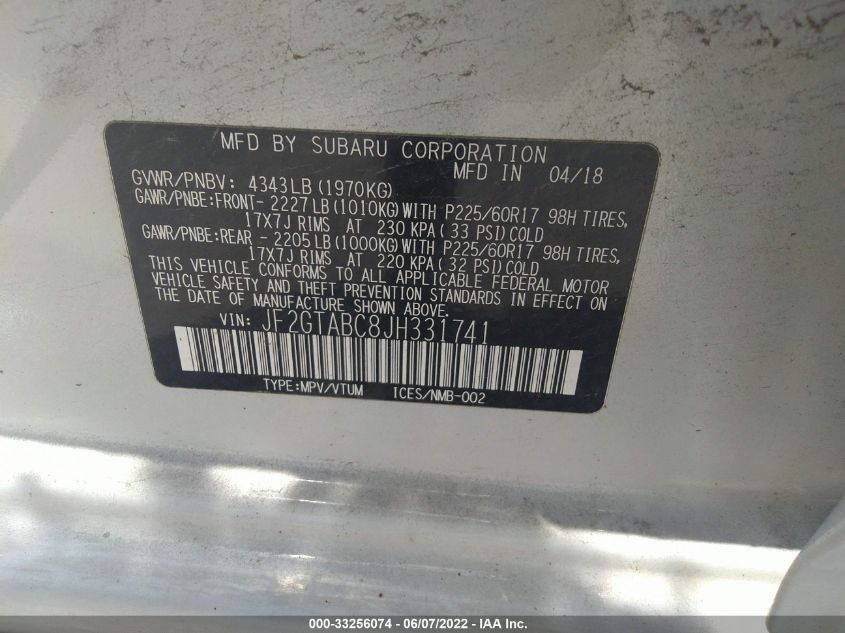 MFD BY SUBARU CORPORATION
MFD IN 04/18
GVWR/PNBV: 4343LB (1970KG)
GAWR/PNBE:FRONT- 2227LB (1010KG) WITH P225/60R17 98H TIRES,
17X7J RIMS AT 230 KPA (33 PSI) COLD
GAWR/PNBE:REAR - 2205LB (1000KG) WITH P225/60R17 98H TIRES,
17X7J RIMS AT 220 KPA (32 PSI) COLD
THIS VEHICLE CONFORMS TO ALL APPLICABLE FEDERAL MOTOR
VEHICLE SAFETY AND THEFT PREVENTION STANDARDS IN EFFECT ON
THE DATE OF MANUFACTURE SHOWN ABOVE.
VIN: JF2GTABC8JH331741
TYPE:MPV/VTUM ICES/NMB-002
000-33256074 — 06/07/2022 - IAA Inc.